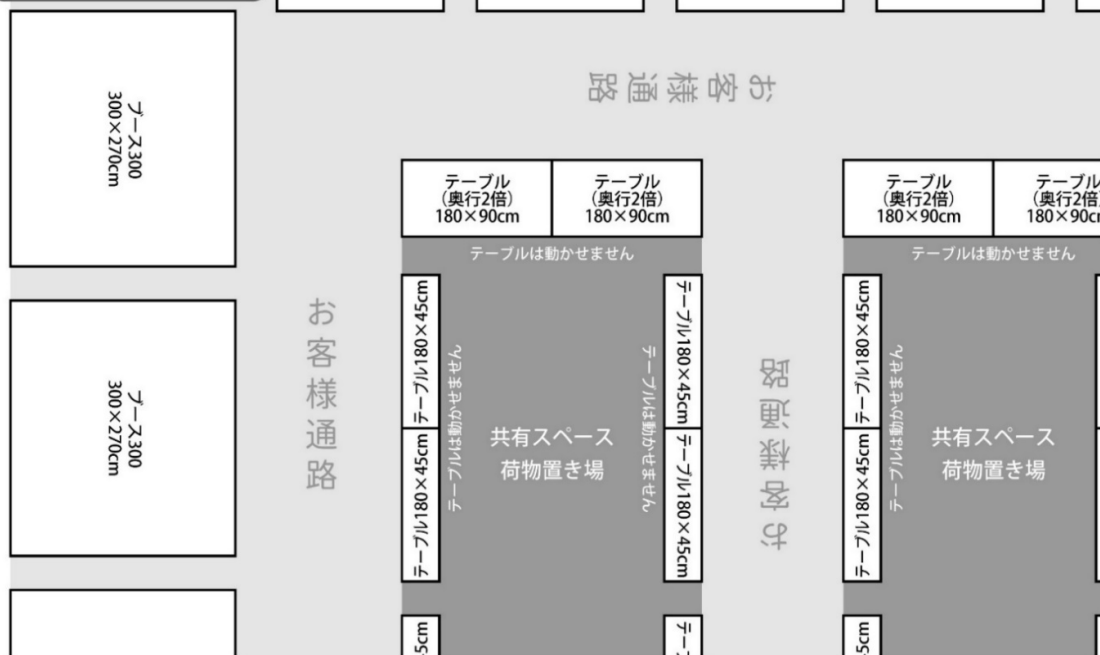 お客様通路
ブース300
300×270cm
テーブル
（奥行2倍）
180×90cm
テーブル
（奥行2倍）
180×90cm
テーブル
（奥行2倍）
180×90cm
テーブル
（奥行2倍）
180×90c
テーブルは動かせません
テーブルは動かせません
お客様通路
テーブル180×45cm
テーブルは動かせません
テーブルは動かせません
テーブル180×45cm
お客様通路
テーブル180×45cm
テーブルは動かせません
ブース300
300×270cm
テーブル180×45cm
共有スペース
荷物置き場
テーブル180×45cm
テーブル180×45cm
共有スペース
荷物置き場
5cm
テー
5cm